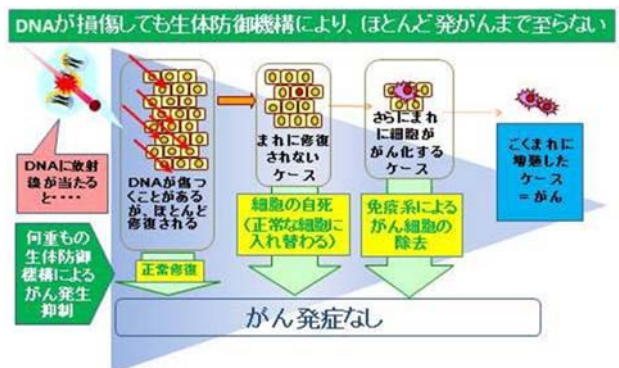 DNAが損傷しても生体防御機構により、ほとんど発がんまで至らない
DNAに放射
線が当たる
と・・・・
DNAが傷つ
くことがある
が、ほとんど
修復される
まれに修復
されない
ケース
さらにまれ
に細胞が
がん化する
ケース
ごくまれに
増殖した
ケース
=がん
何重もの
生体防御
機構による
がん発生
抑制
正常修復
細胞の自死
(正常な細胞に
入れ替わる)
免疫系による
がん細胞の
除去
がん発症なし